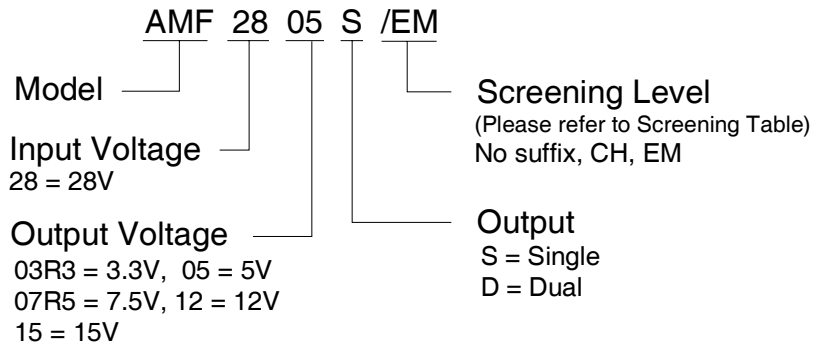 AMF 28 05 S /EM
Model
Input Voltage
28 = 28V
Output Voltage
03R3 = 3.3V, 05 = 5V
07R5 = 7.5V, 12 = 12V
15 = 15V
Screening Level
(Please refer to Screening Table)
No suffix, CH, EM
Output
S = Single
D = Dual